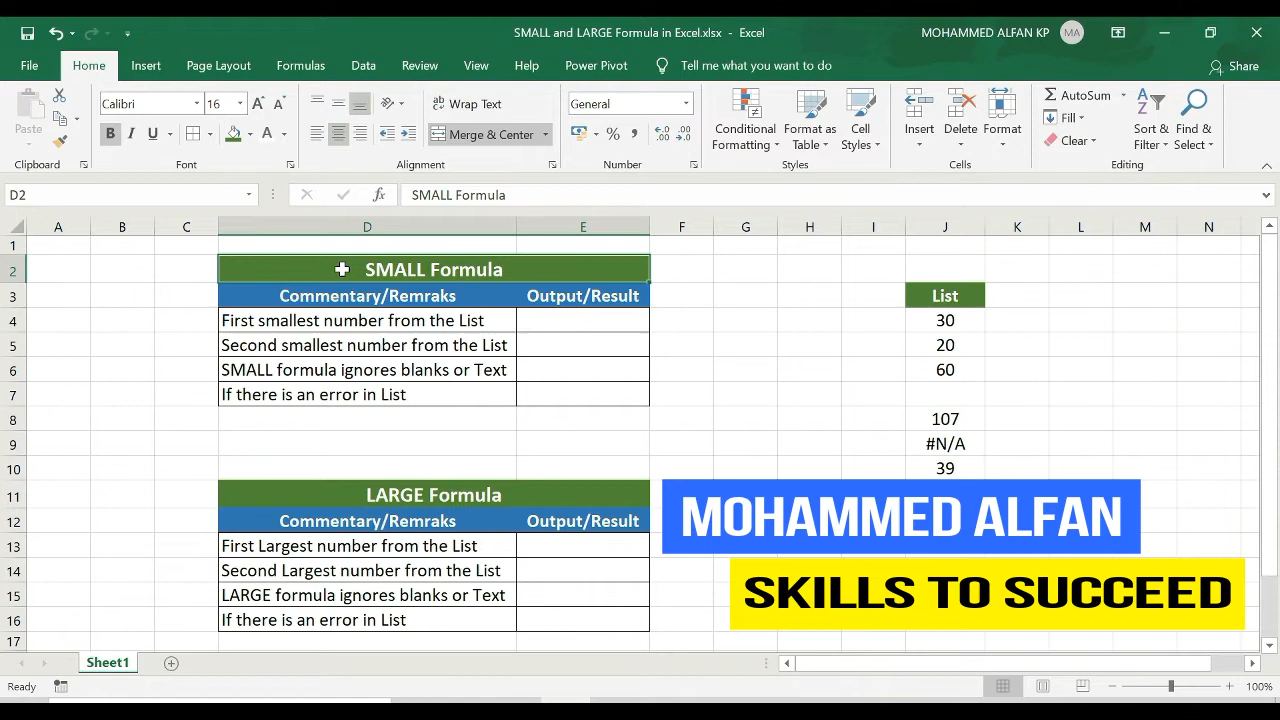 SMALL and LARGE Formula in Excel.xlsx - Excel
MOHAMMED ALFAN KP
MA
File
Home
Insert
Page Layout
Formulas
Data
Review
View
Help
Power Pivot
Tell me what you want to do
Share
Paste
Clipboard
Calibri
16
Font
Wrap Text
Merge & Center
Alignment
General
Number
Conditional
Formatting
Format as
Table
Cell
Styles
Styles
Insert
Delete
Format
Cells
AutoSum
Fill
Clear
Sort &
Filter
Find &
Select
Editing
D2
fx
SMALL Formula
A B C D E F G H I J K L M N
1
2 SMALL Formula
3 Commentary/Remraks Output/Result List
4 First smallest number from the List 30
5 Second smallest number from the List 20
6 SMALL formula ignores blanks or Text 60
7 If there is an error in List
8 107
9 #N/A
10 39
11 LARGE Formula
12 Commentary/Remraks Output/Result
13 First Largest number from the List
14 Second Largest number from the List
15 LARGE formula ignores blanks or Text
16 If there is an error in List
17
MOHAMMED ALFAN
SKILLS TO SUCCEED
Sheet1
Ready
100%